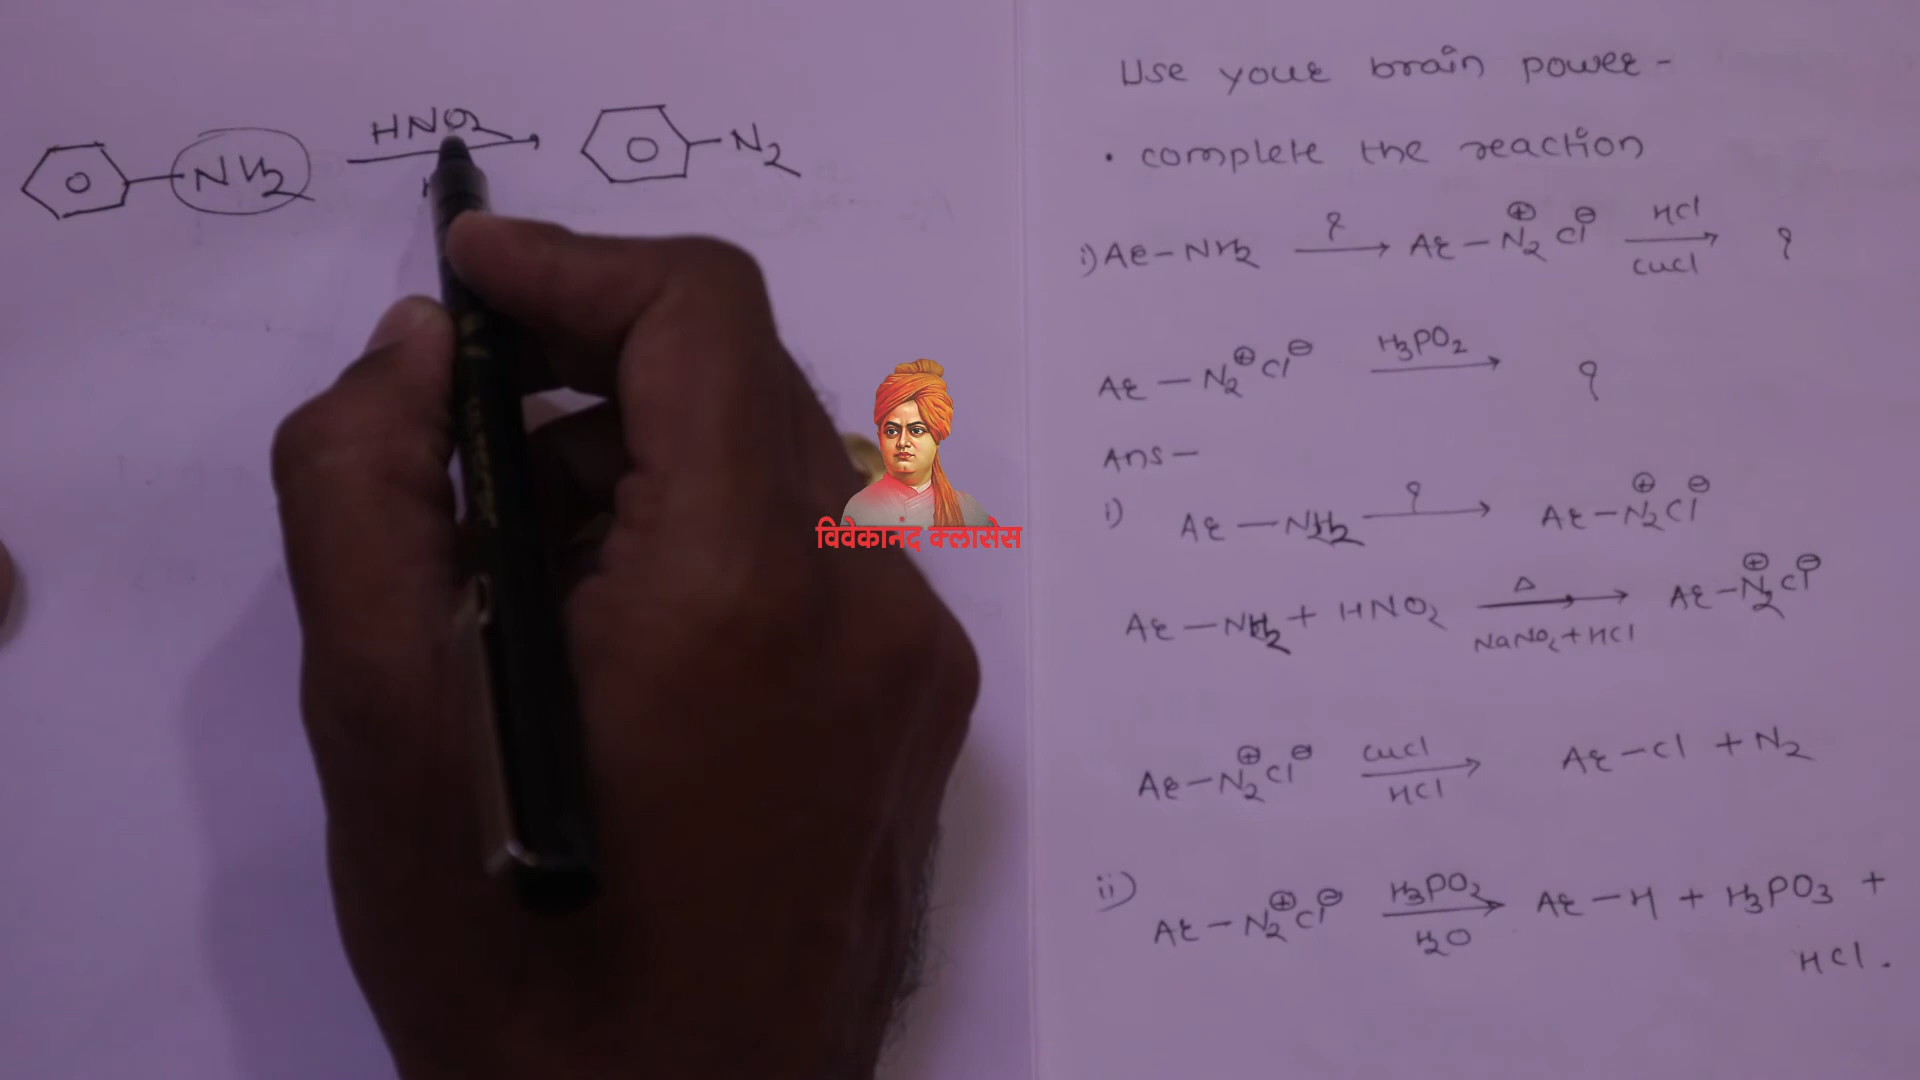 NH2 HNO2 N2
Use your brain power -
• complete the reaction
i) Ar - NH2 ? → Ar - N2⊕ Cl⊖ HCl → ?
CuCl
Ar - N2⊕ Cl⊖ H3PO2 → ?
Ans -
i) Ar - NH2 ? → Ar - N2⊕ Cl⊖
Ar - NH2 + HNO2 Δ → Ar - N2⊕ Cl⊖
NaNO2 + HCl
Ar - N2⊕ Cl⊖ CuCl → Ar - Cl + N2
HCl
ii) Ar - N2⊕ Cl⊖ H3PO2 → Ar - H + H3PO3 +
H2O
HCl.
विवेकानंद क्लासेस